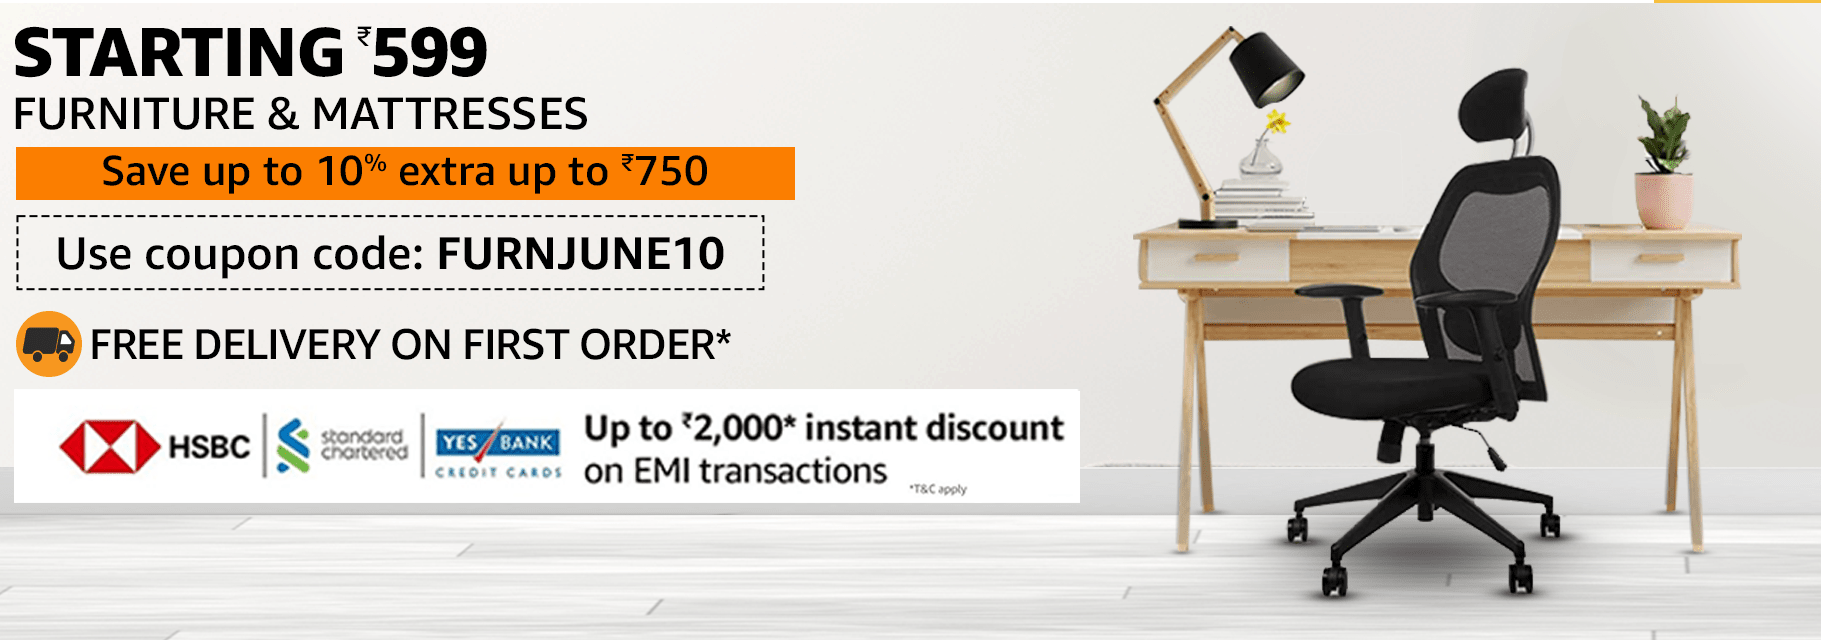 STARTING ₹599
FURNITURE & MATTRESSES
Save up to 10% extra up to ₹750
Use coupon code: FURNJUNE10
FREE DELIVERY ON FIRST ORDER*
HSBC
standard
chartered
YES BANK
CREDIT CARDS
Up to ₹2,000* instant discount
on EMI transactions
*T&C apply